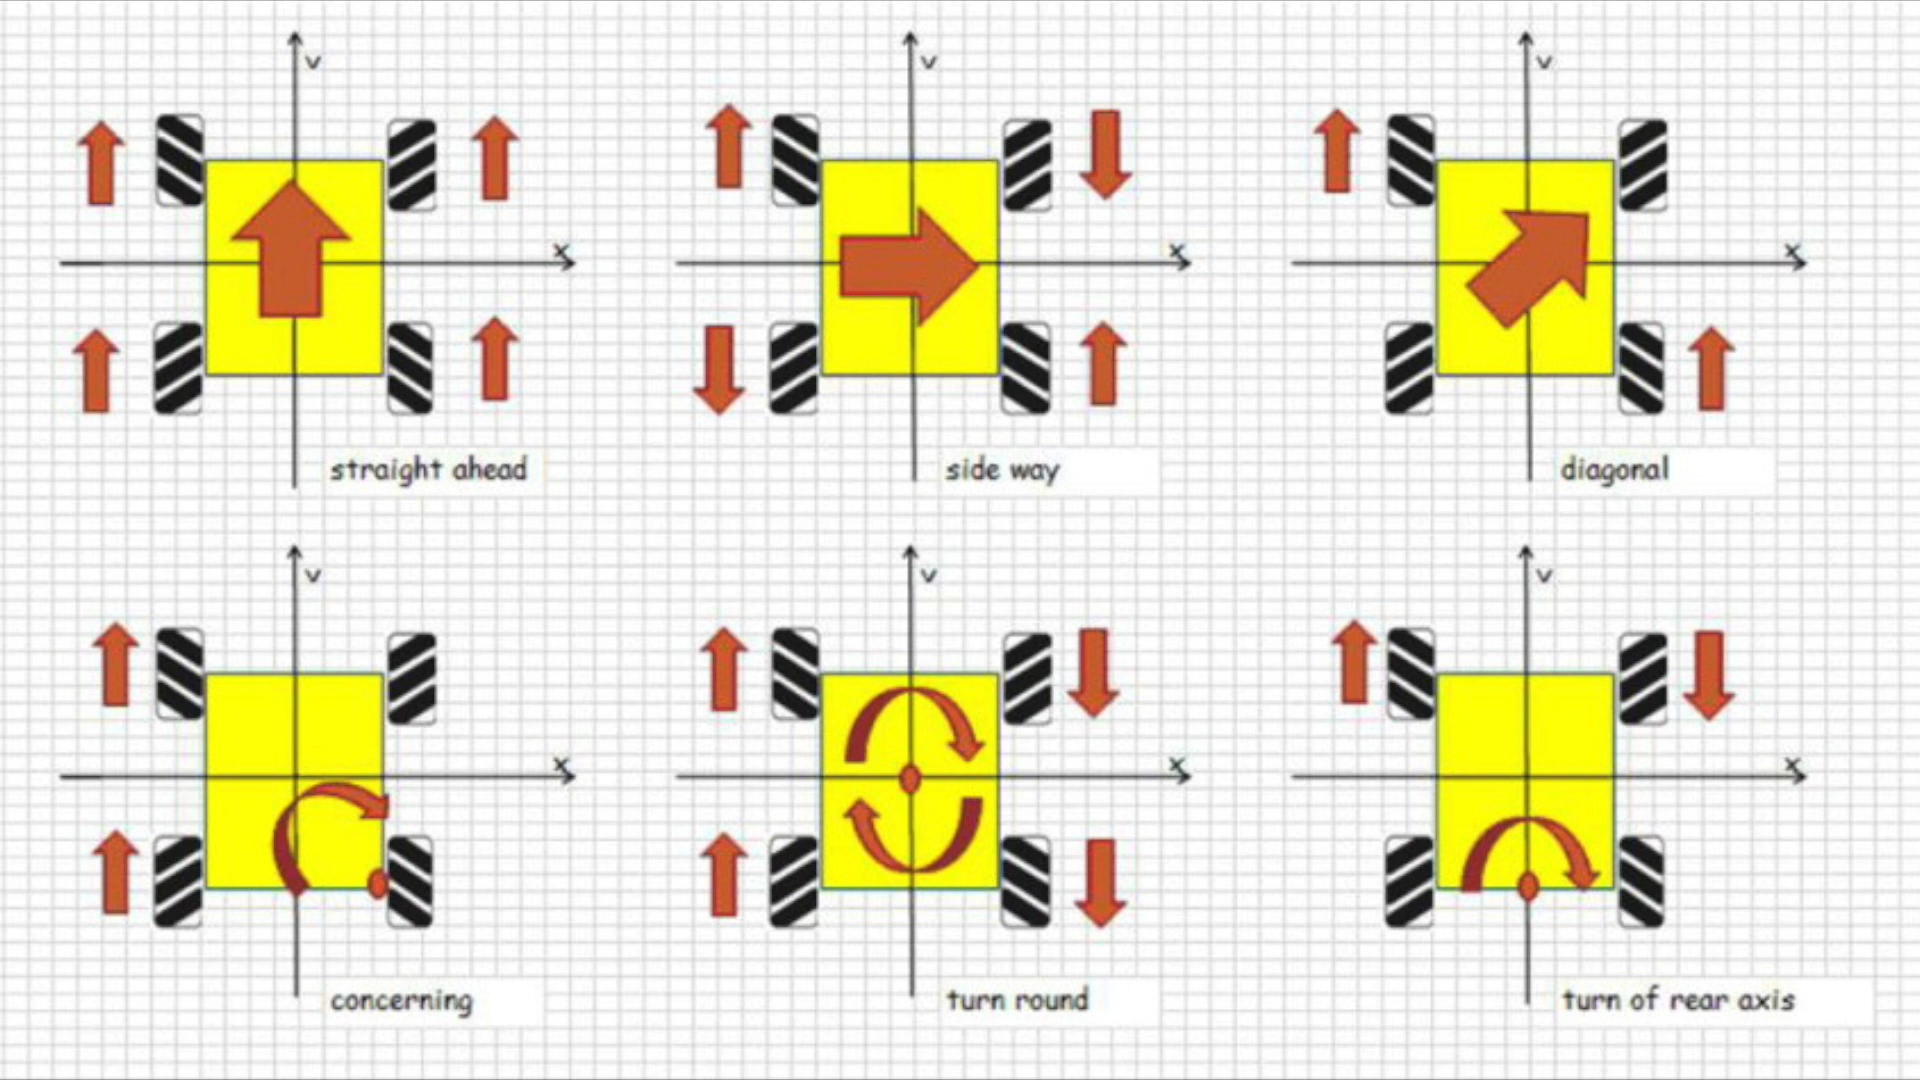 v
x
straight ahead
v
x
side way
v
x
diagonal
v
x
concerning
v
x
turn round
v
x
turn of rear axis